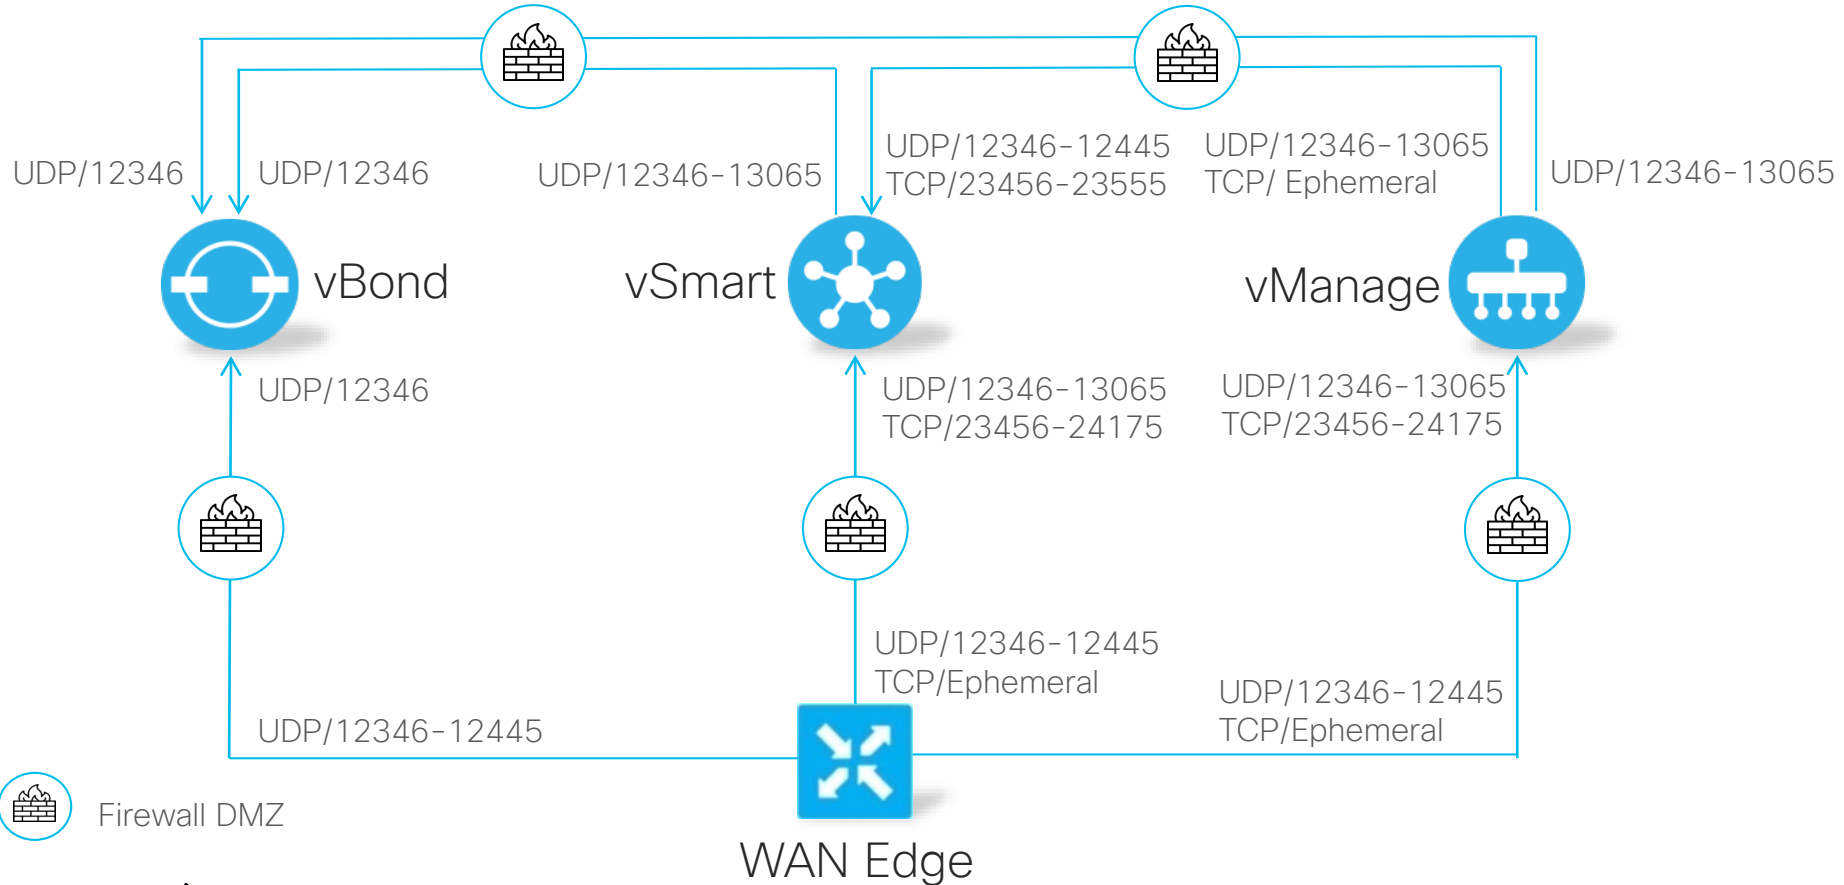 UDP/12346
UDP/12346
UDP/12346-13065
UDP/12346-12445
TCP/23456-23555
UDP/12346-13065
TCP/ Ephemeral
UDP/12346-13065
vBond
vSmart
vManage
UDP/12346
UDP/12346-13065
TCP/23456-24175
UDP/12346-13065
TCP/23456-24175
UDP/12346-12445
UDP/12346-12445
TCP/Ephemeral
UDP/12346-12445
TCP/Ephemeral
Firewall DMZ
WAN Edge